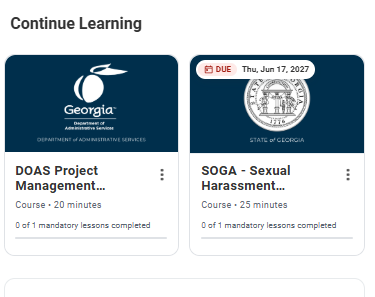 Continue Learning
Georgia
Department of
Administrative Services
DEPARTMENT of ADMINISTRATIVE SERVICES
DUE Thu, Jun 17, 2027
1776
STATE of GEORGIA
DOAS Project
Management...
Course • 20 minutes
0 of 1 mandatory lessons completed
SOGA - Sexual
Harassment...
Course • 25 minutes
0 of 1 mandatory lessons completed